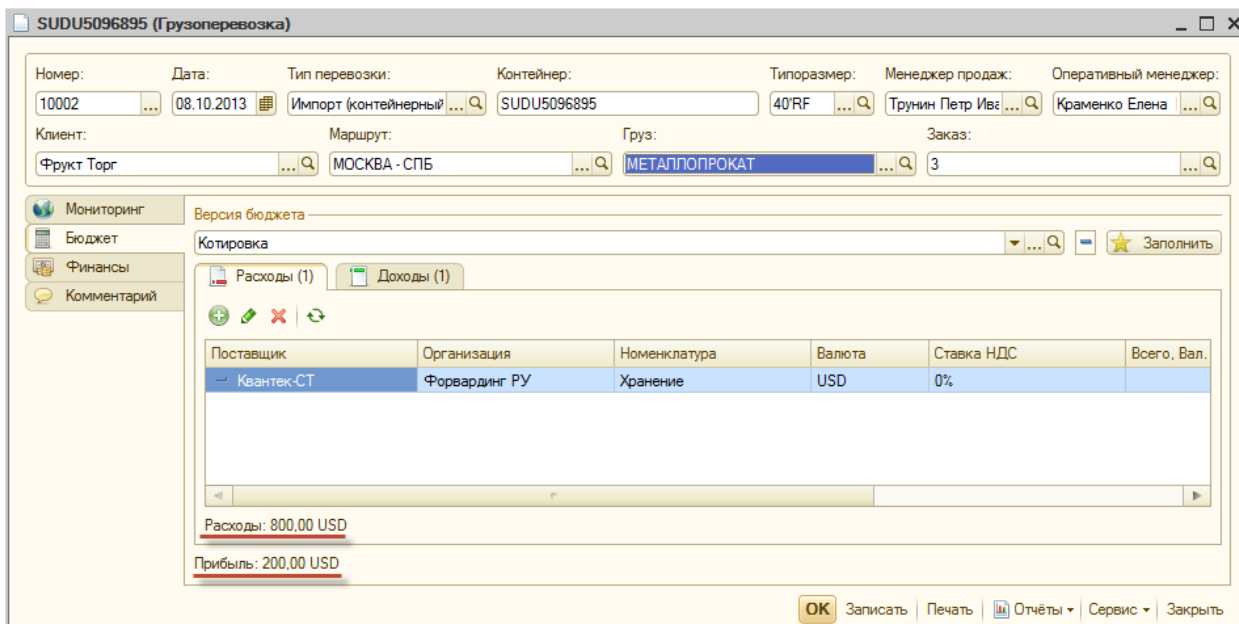 SUDU5096895 (Грузоперевозка)
Номер: Дата: Тип перевозки: Контейнер: Типоразмер: Менеджер продаж: Оперативный менеджер:
10002 ... 08.10.2013 Импорт (контейнерный ... SUDU5096895 40'RF ... Трунин Петр Ива ... Краменко Елена ...
Клиент: Маршрут: Груз: Заказ:
Фрукт Торг ... МОСКВА - СПБ ... МЕТАЛЛОПРОКАТ ... 3 ...
Мониторинг
Бюджет
Финансы
Комментарий
Версия бюджета
Котировка ... Заполнить
Расходы (1) Доходы (1)
Поставщик Организация Номенклатура Валюта Ставка НДС Всего, Вал.
Квантек-СТ Форвардинг РУ Хранение USD 0%
Расходы: 800,00 USD
Прибыль: 200,00 USD
OK Записать Печать Отчёты Сервис Закрыть